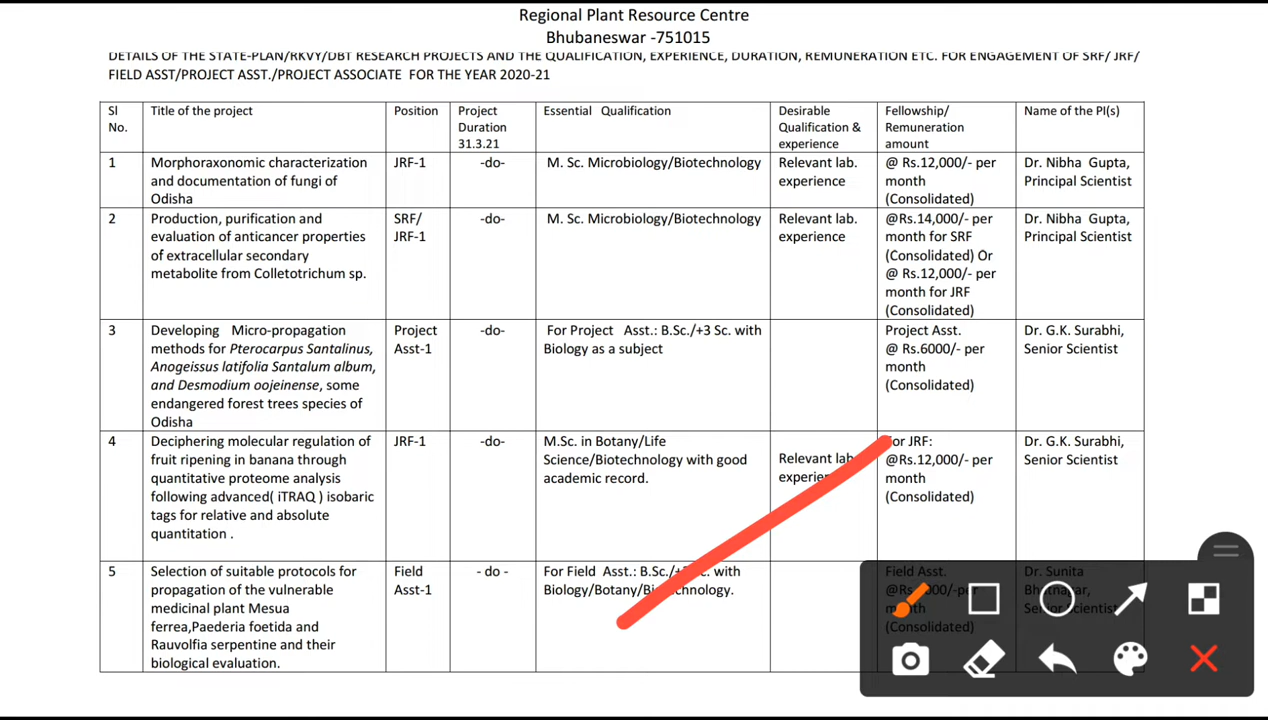 Regional Plant Resource Centre
Bhubaneswar -751015
DETAILS OF THE STATE-PLAN/RKVY/DBT RESEARCH PROJECTS AND THE QUALIFICATION, EXPERIENCE, DURATION, REMUNERATION ETC. FOR ENGAGEMENT OF SRF/ JRF/
FIELD ASST/PROJECT ASST./PROJECT ASSOCIATE FOR THE YEAR 2020-21
Sl
No.
Title of the project
Position
Project
Duration
31.3.21
Essential Qualification
Desirable
Qualification &
experience
Fellowship/
Remuneration
amount
Name of the PI(s)
1
Morphoraxonomic characterization
and documentation of fungi of
Odisha
JRF-1
-do-
M. Sc. Microbiology/Biotechnology
Relevant lab.
experience
@ Rs.12,000/- per
month
(Consolidated)
Dr. Nibha Gupta,
Principal Scientist
2
Production, purification and
evaluation of anticancer properties
of extracellular secondary
metabolite from Colletotrichum sp.
SRF/
JRF-1
-do-
M. Sc. Microbiology/Biotechnology
Relevant lab.
experience
@Rs.14,000/- per
month for SRF
(Consolidated) Or
@ Rs.12,000/- per
month for JRF
(Consolidated)
Dr. Nibha Gupta,
Principal Scientist
3
Developing Micro-propagation
methods for Pterocarpus Santalinus,
Anogeissus latifolia Santalum album,
and Desmodium oojeinense, some
endangered forest trees species of
Odisha
Project
Asst-1
-do-
For Project Asst.: B.Sc./+3 Sc. with
Biology as a subject
Project Asst.
@ Rs.6000/- per
month
(Consolidated)
Dr. G.K. Surabhi,
Senior Scientist
4
Deciphering molecular regulation of
fruit ripening in banana through
quantitative proteome analysis
following advanced( iTRAQ ) isobaric
tags for relative and absolute
quantitation .
JRF-1
-do-
M.Sc. in Botany/Life
Science/Biotechnology with good
academic record.
Relevant lab
JRF:
@Rs.12,000/- per
month
(Consolidated)
Dr. G.K. Surabhi,
Senior Scientist
5
Selection of suitable protocols for
propagation of the vulnerable
medicinal plant Mesua
ferrea,Paederia foetida and
Rauvolfia serpentine and their
biological evaluation.
Field
Asst-1
- do -
For Field Asst.: B.Sc./ with
Biology/Botany/
Field Asst.
(Consolidated)
Dr. Sunita